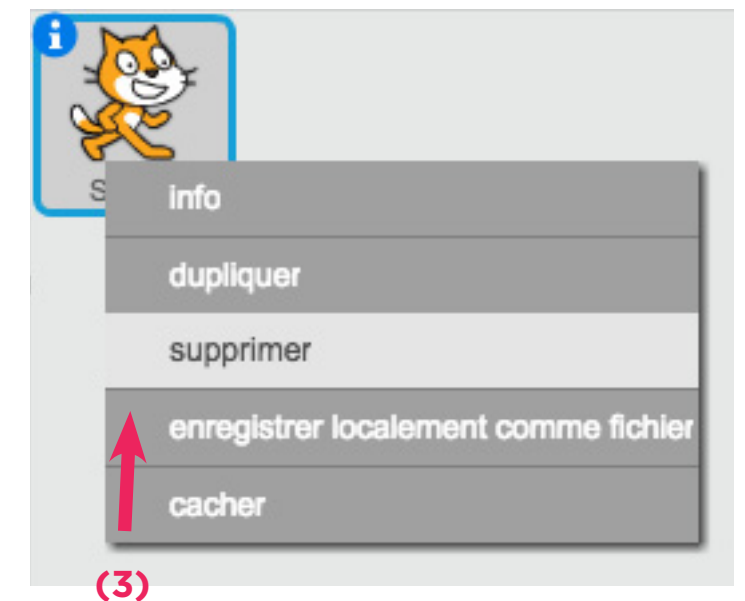 i
S
info
dupliquer
supprimer
enregistrer localement comme fichier
cacher
(3)